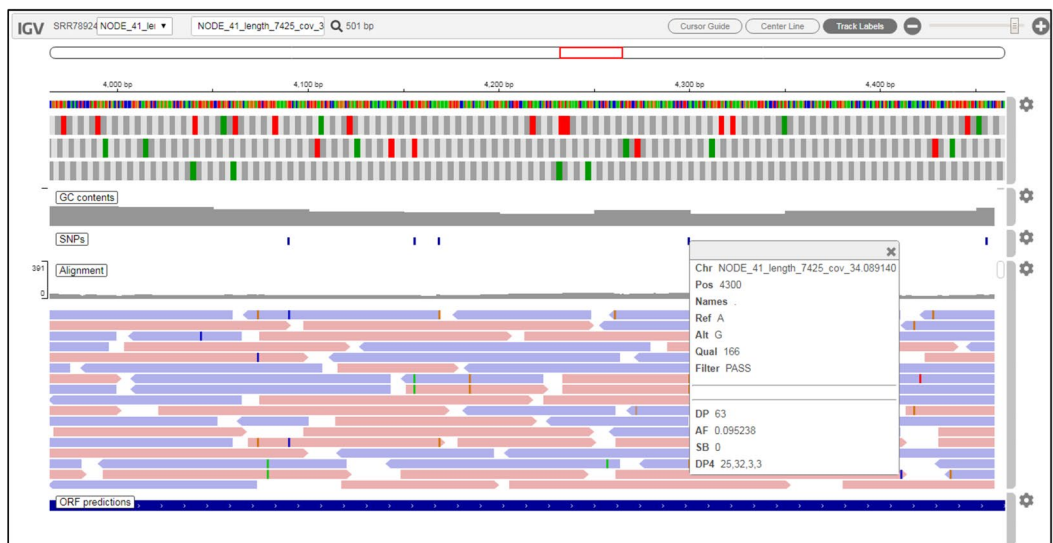 IGV SRR78924 NODE_41_le ▼ NODE_41_length_7425_cov_3 501 bp Cursor Guide Center Line Track Labels
4,000 bp 4,100 bp 4,200 bp 4,300 bp 4,400 bp
GC contents
SNPs
391 Alignment
0
Chr NODE_41_length_7425_cov_34.089140
Pos 4300
Names .
Ref A
Alt G
Qual 166
Filter PASS
DP 63
AF 0.095238
SB 0
DP4 25,32,3,3
ORF predictions